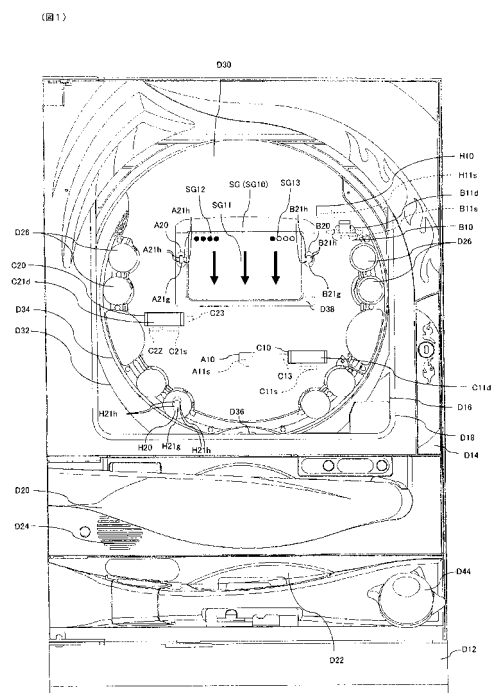 (図1)
D30
H10
H11s
SG (SG10)
SG12
SG13
B11d
A21h
B21h
B11s
A20
B20
SG11
B10
D26
D26
A21h
B21h
C20
C21d
A21g
B21g
D34
C23
D38
D32
C22
C21s
A10
C10
A11s
C13
C11s
C11d
H21h
D36
D16
H20
H21g
H21h
D18
D14
D20
D24
D44
D22
D12